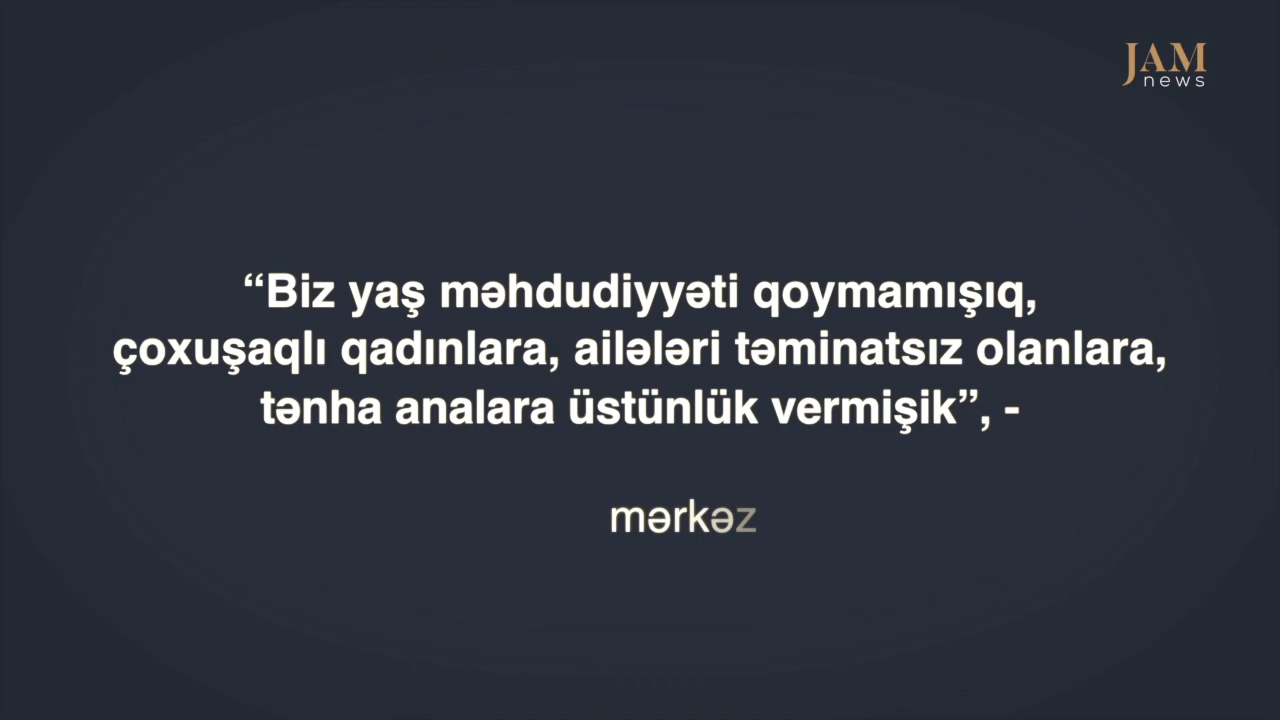 JAM
news
“Biz yaş məhdudiyyəti qoymamışıq,
çoxuşaqlı qadınlara, ailələri təminatsız olanlara,
tənha analara üstünlük vermişik”, -
mərkəz